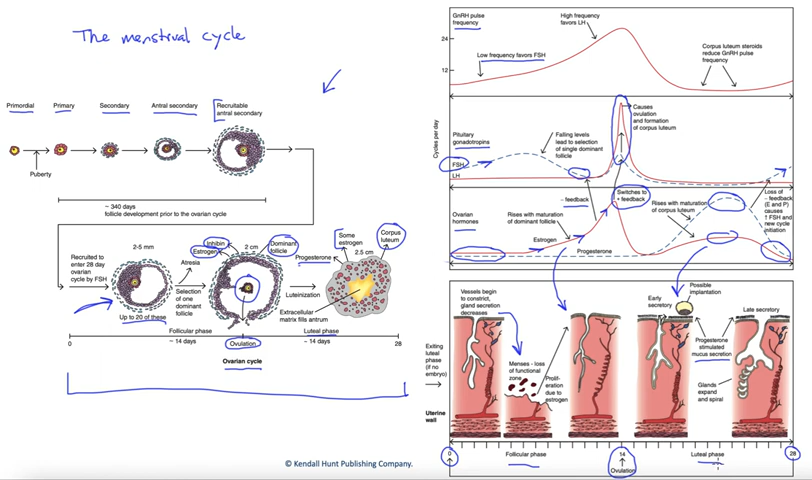 The menstrual cycle
Primordial
Primary
Secondary
Antral secondary
Recruitable
antral secondary
Puberty
~ 340 days
follicle development prior to the ovarian cycle
Recruited to
enter 28 day
ovarian
cycle by FSH
2-5 mm
Up to 20 of these
Atresia
Selection of
one
dominant
follicle
Inhibin
Estrogen
2 cm
Dominant
follicle
Progesterone
Luteinization
Some
estrogen
2.5 cm
Corpus
luteum
Extracellular
matrix fills antrum
Follicular phase
~ 14 days
Luteal phase
~ 14 days
0
Ovulation
28
Ovarian cycle
© Kendall Hunt Publishing Company.
GnRH pulse
frequency
24
12
Low frequency favors FSH
High frequency
favors LH
Corpus luteum steroids
reduce GnRH pulse
frequency
Cycles per day
Pituitary
gonadotropins
FSH
LH
Falling levels
lead to selection
of single dominant
follicle
Causes
ovulation
and formation
of corpus luteum
Ovarian
hormones
Rises with maturation
of dominant follicle
Estrogen
– feedback
Switches to
+ feedback
Progesterone
Rises with maturation
of corpus luteum
Loss of
– feedback
(E and P)
causes
↑ FSH and
new cycle
initiation
Exiting
luteal
phase
(if no
embryo)
Uterine
wall
Vessels begin
to constrict,
gland secretion
decreases
Menses - loss
of functional
zone
Prolif-
eration
due to
estrogen
Early
secretory
Possible
implantation
Progesterone
stimulated
mucus secretion
Glands
expand
and spiral
Late secretory
0
Follicular phase
14
Luteal phase
28
Ovulation